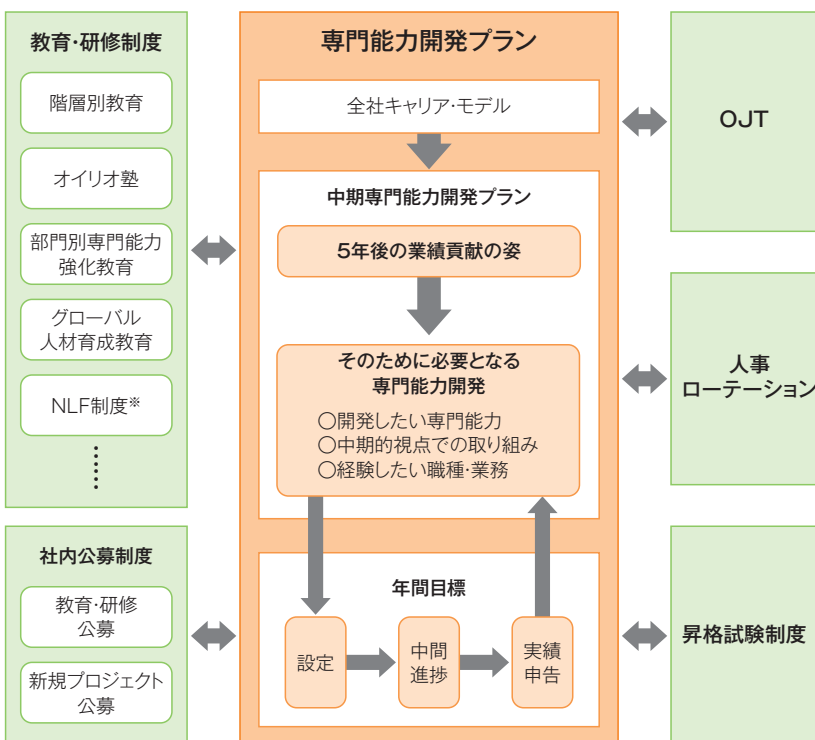 教育・研修制度
階層別教育
オイリオ塾
部門別専門能力
強化教育
グローバル
人材育成教育
NLF制度※
社内公募制度
教育・研修
公募
新規プロジェクト
公募
専門能力開発プラン
全社キャリア・モデル
中期専門能力開発プラン
5年後の業績貢献の姿
そのために必要となる
専門能力開発
○開発したい専門能力
○中期的視点での取り組み
○経験したい職種・業務
年間目標
設定
中間
進捗
実績
申告
OJT
人事
ローテーション
昇格試験制度